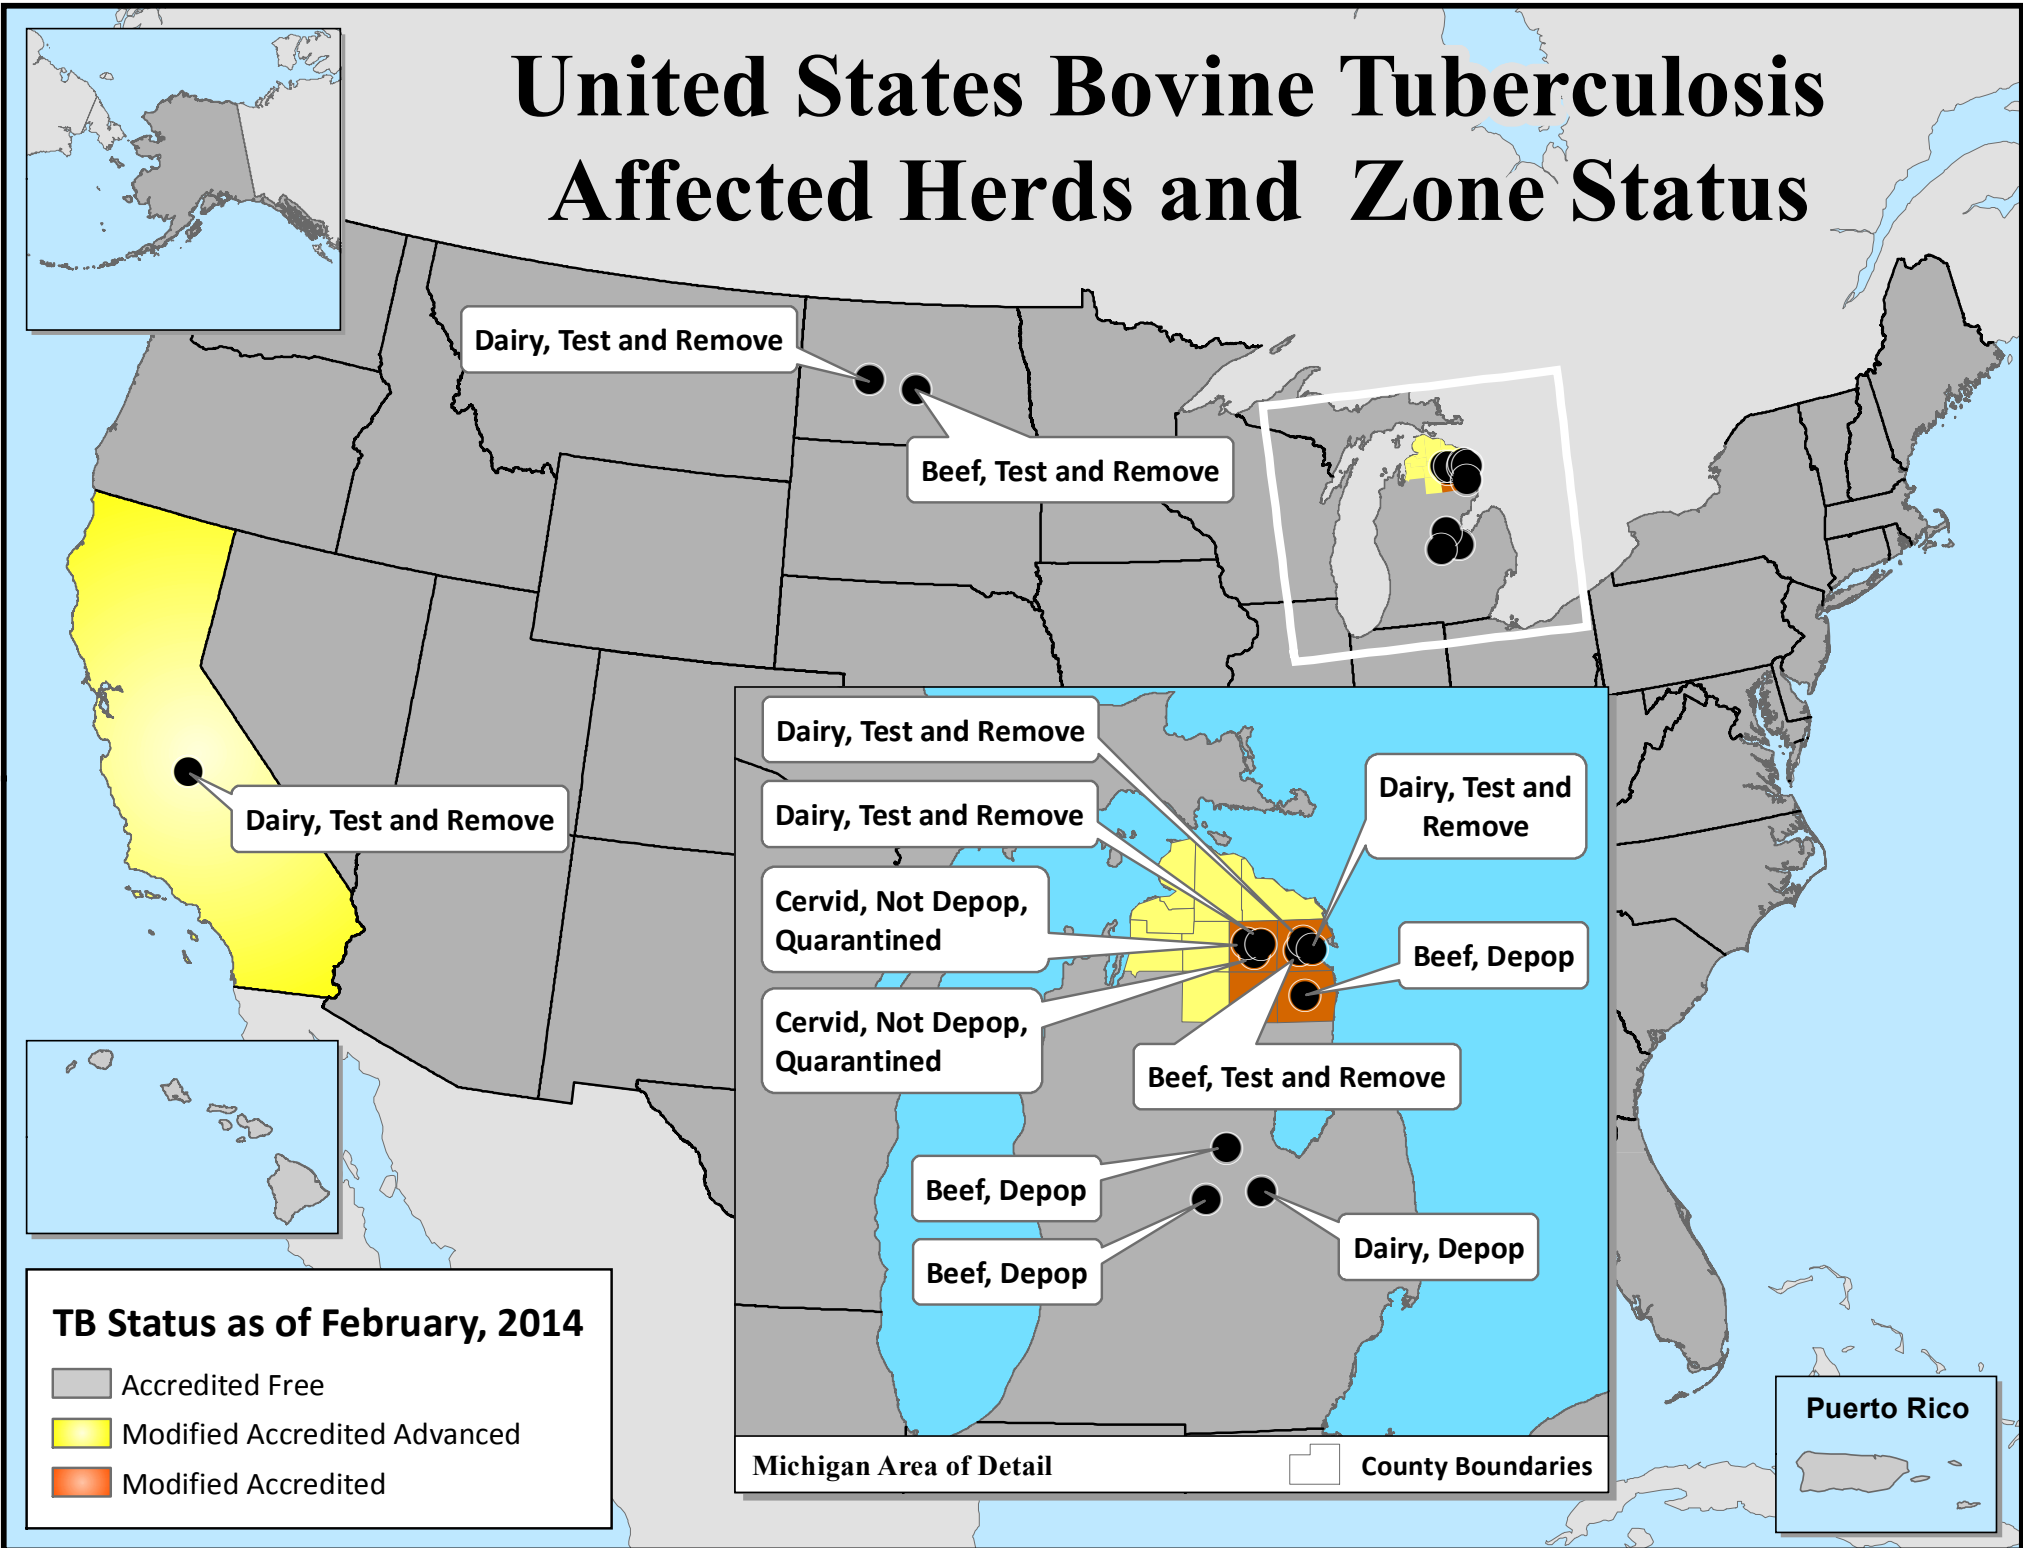 United States Bovine Tuberculosis
Affected Herds and Zone Status
Dairy, Test and Remove
Beef, Test and Remove
Dairy, Test and Remove
Dairy, Test and Remove
Dairy, Test and
Remove
Dairy, Test and Remove
Cervid, Not Depop,
Quarantined
Beef, Depop
Cervid, Not Depop,
Quarantined
Beef, Test and Remove
Beef, Depop
Dairy, Depop
Beef, Depop
Michigan Area of Detail
County Boundaries
TB Status as of February, 2014
Accredited Free
Modified Accredited Advanced
Modified Accredited
Puerto Rico